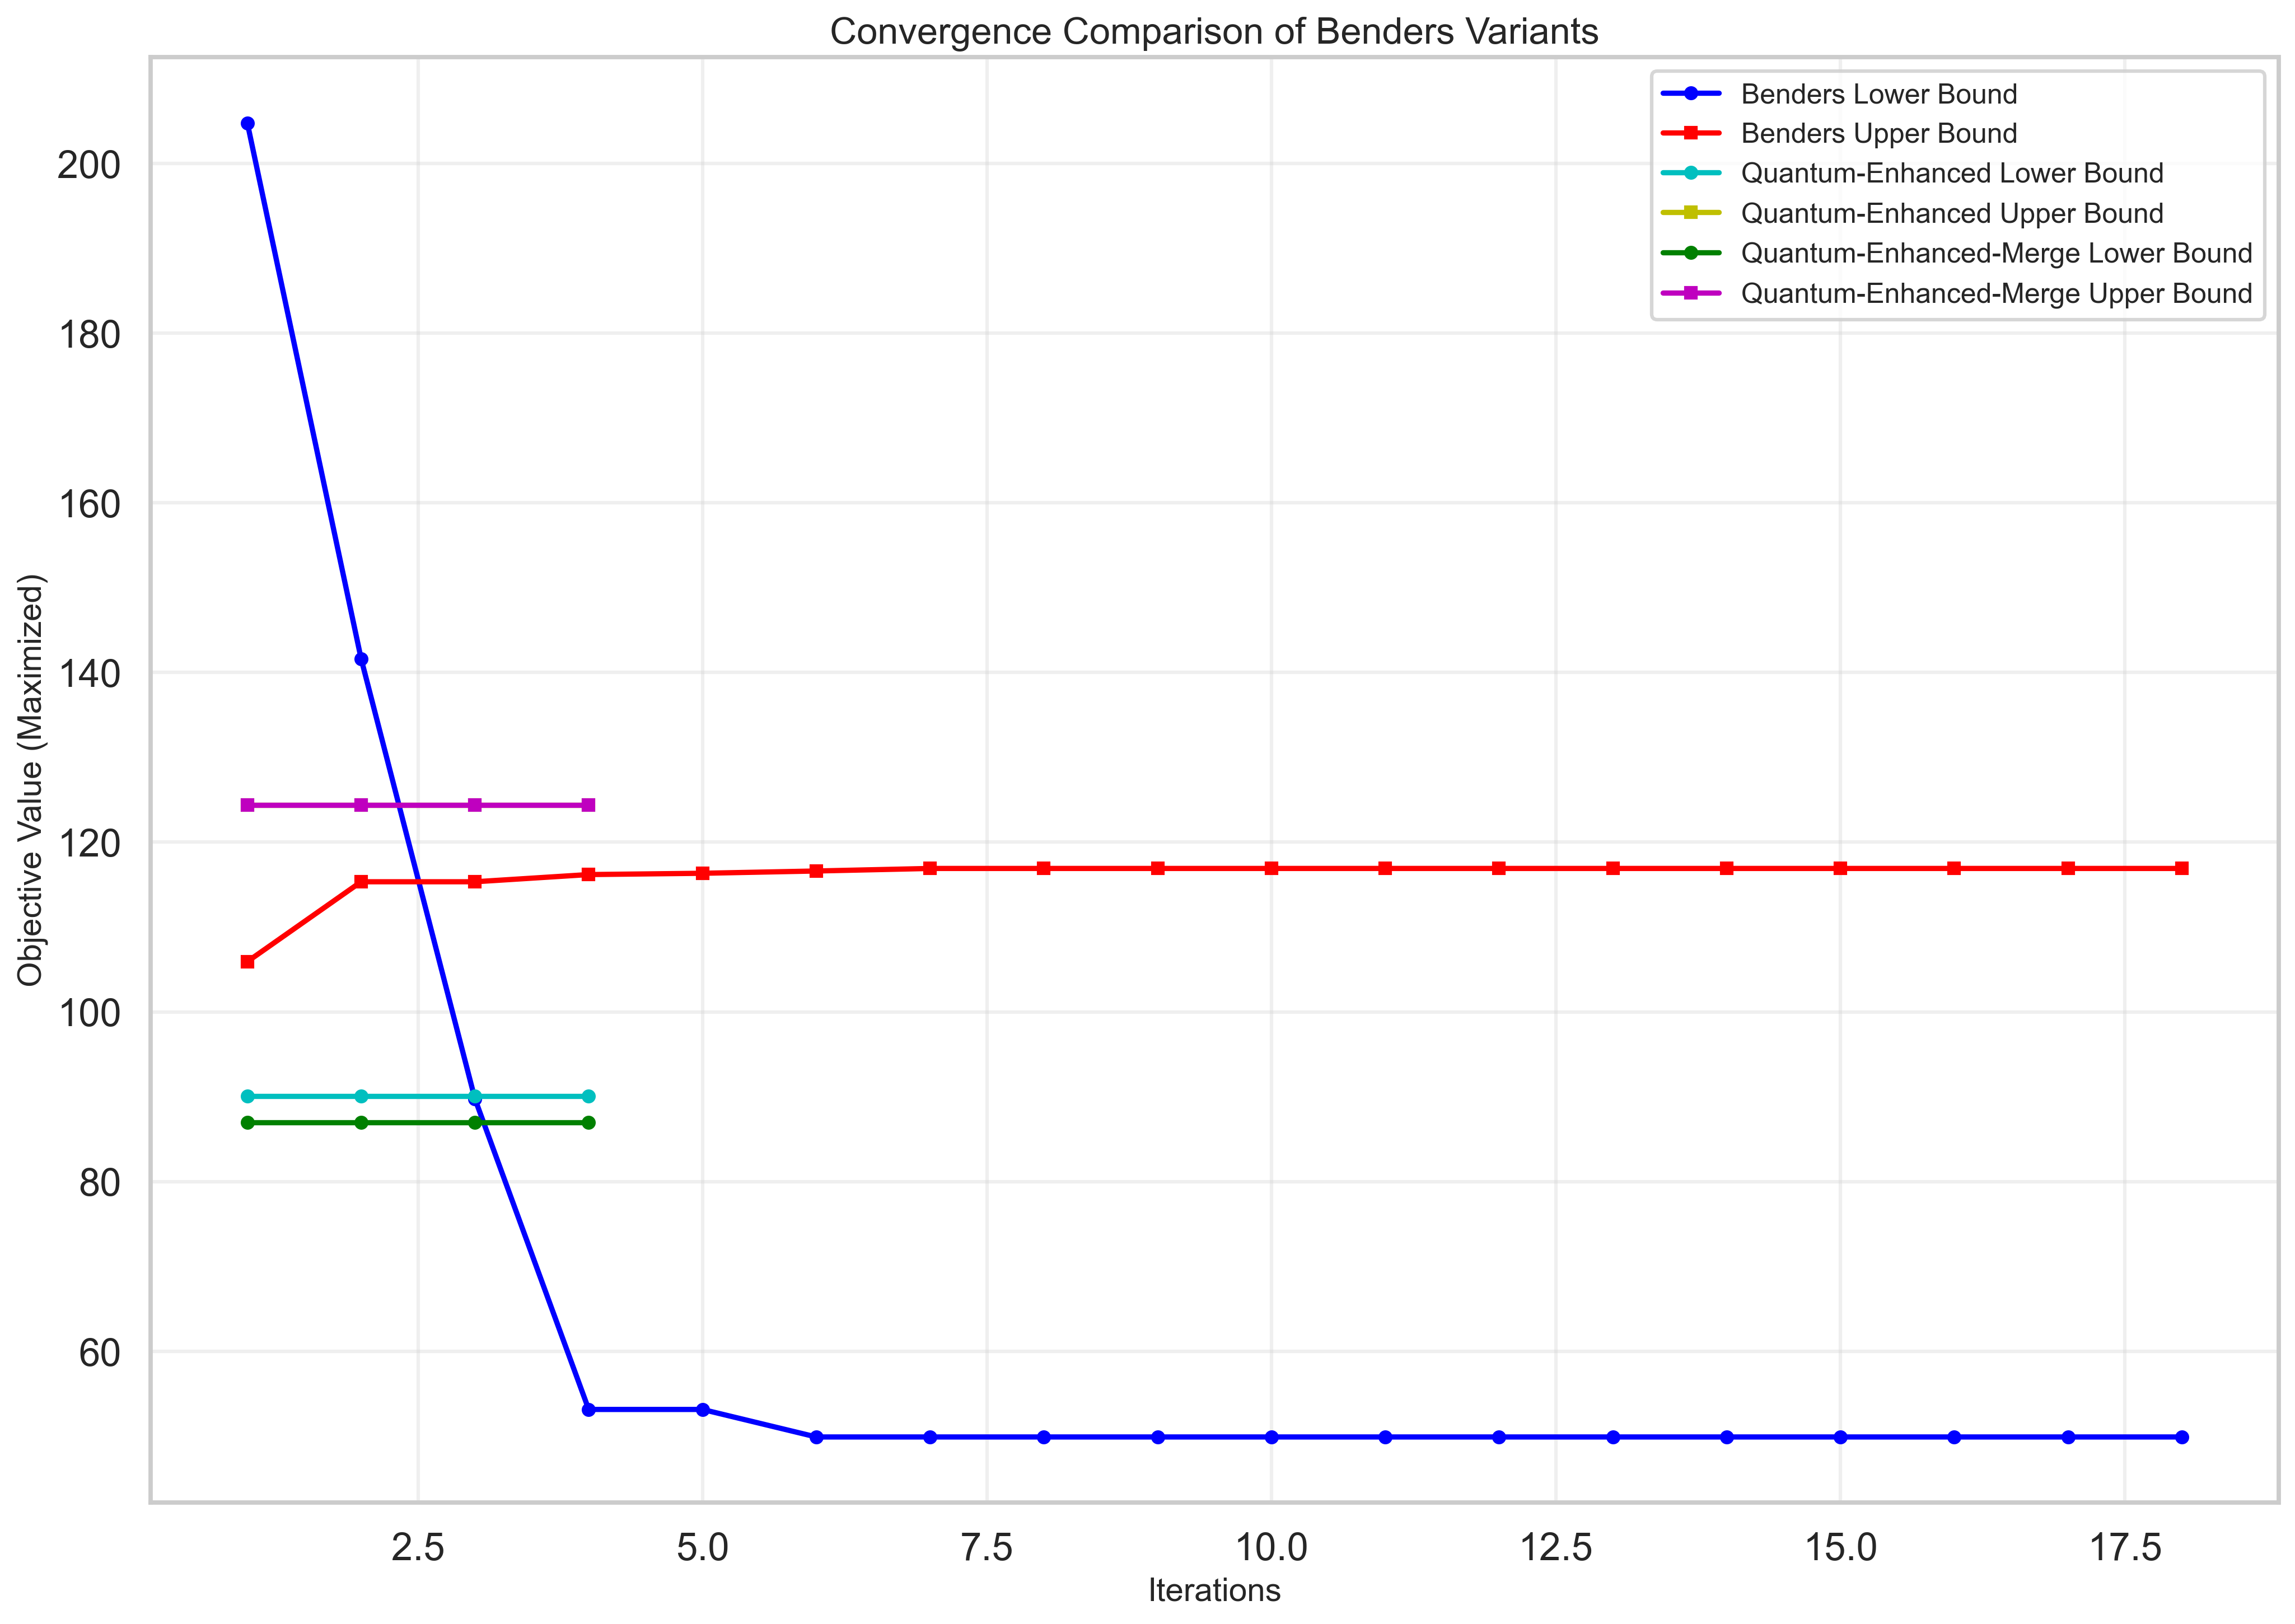 Convergence Comparison of Benders Variants
Benders Lower Bound
Benders Upper Bound
Quantum-Enhanced Lower Bound
Quantum-Enhanced Upper Bound
Quantum-Enhanced-Merge Lower Bound
Quantum-Enhanced-Merge Upper Bound
Objective Value (Maximized)
200
180
160
140
120
100
80
60
2.5 5.0 7.5 10.0 12.5 15.0 17.5
Iterations